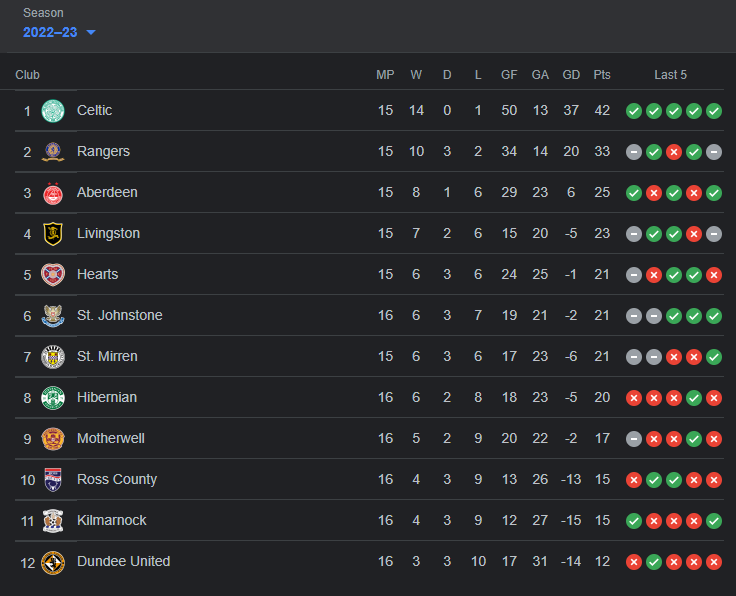 Season
2022–23
Club MP W D L GF GA GD Pts Last 5
1 Celtic 15 14 0 1 50 13 37 42
2 Rangers 15 10 3 2 34 14 20 33
3 Aberdeen 15 8 1 6 29 23 6 25
4 Livingston 15 7 2 6 15 20 -5 23
5 Hearts 15 6 3 6 24 25 -1 21
6 St. Johnstone 16 6 3 7 19 21 -2 21
7 St. Mirren 15 6 3 6 17 23 -6 21
8 Hibernian 16 6 2 8 18 23 -5 20
9 Motherwell 16 5 2 9 20 22 -2 17
10 Ross County 16 4 3 9 13 26 -13 15
11 Kilmarnock 16 4 3 9 12 27 -15 15
12 Dundee United 16 3 3 10 17 31 -14 12